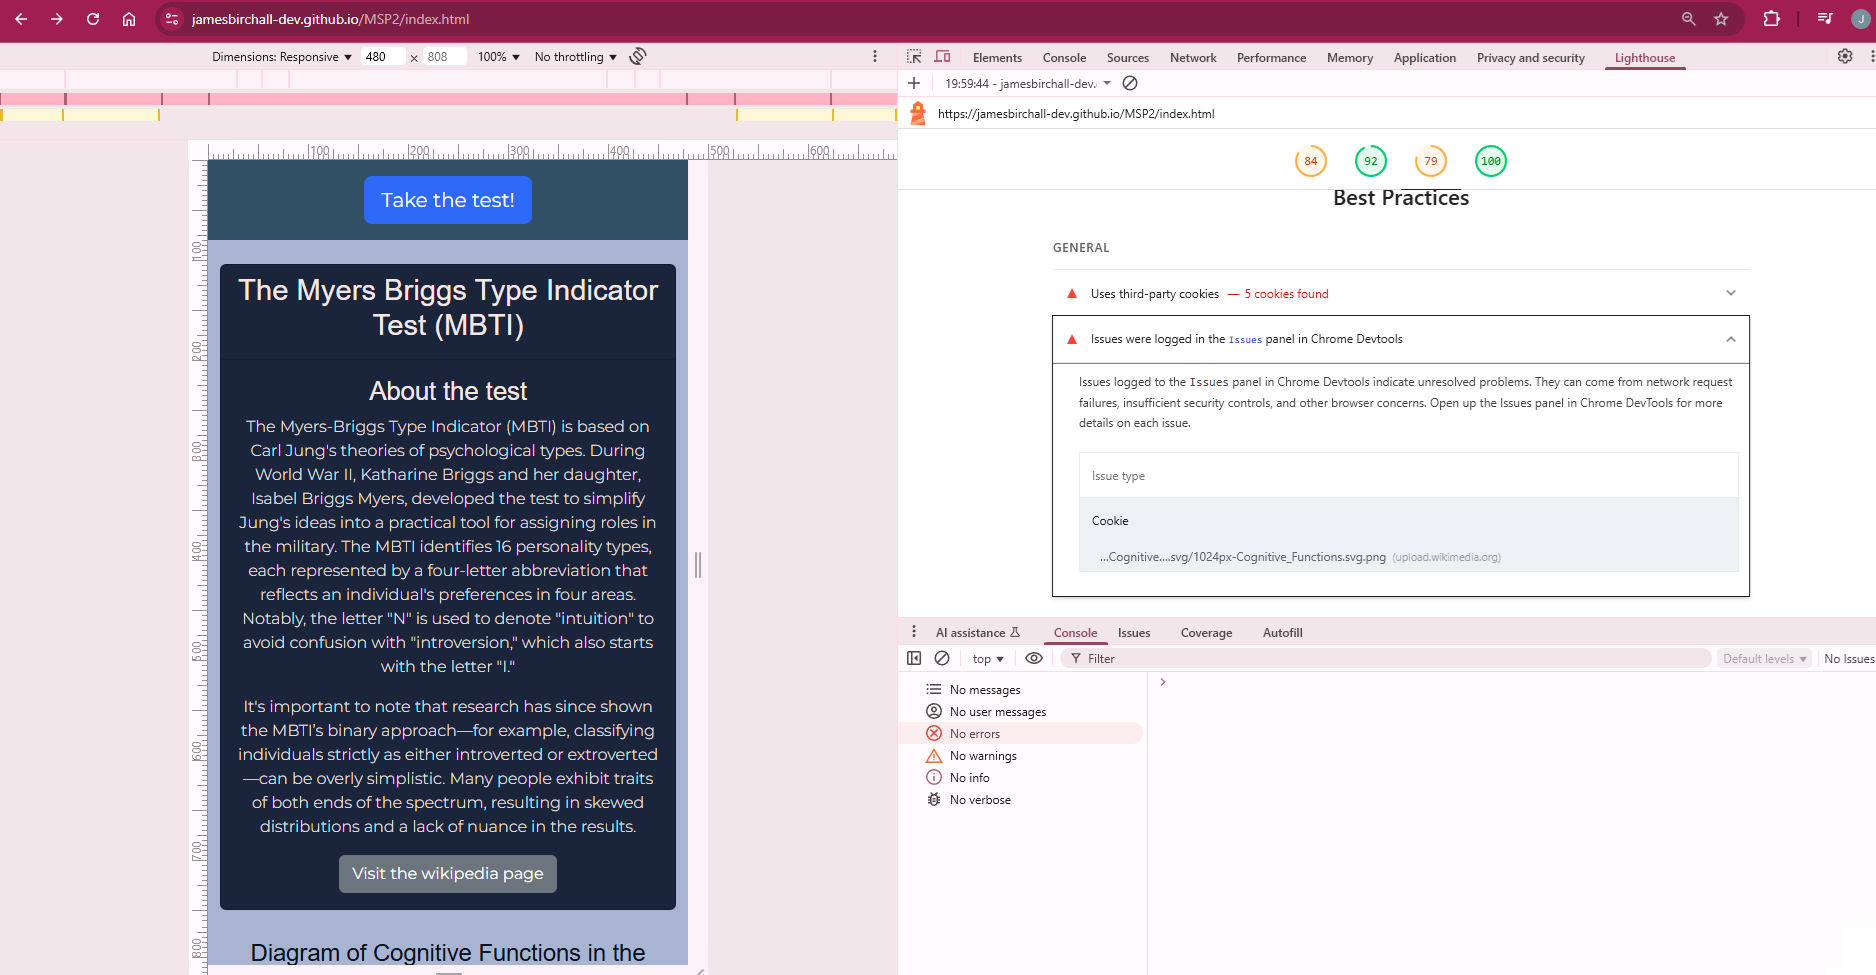 jamesbirchall-dev.github.io/MSP2/index.html
J
Dimensions: Responsive ▼ 480 × 808 100% ▼ No throttling ▼
100 200 300 400 500 600
100
200
300
400
500
600
700
800
Take the test!
The Myers Briggs Type Indicator
Test (MBTI)
About the test
The Myers-Briggs Type Indicator (MBTI) is based on
Carl Jung's theories of psychological types. During
World War II, Katharine Briggs and her daughter,
Isabel Briggs Myers, developed the test to simplify
Jung's ideas into a practical tool for assigning roles in
the military. The MBTI identifies 16 personality types,
each represented by a four-letter abbreviation that
reflects an individual's preferences in four areas.
Notably, the letter "N" is used to denote "intuition" to
avoid confusion with "introversion," which also starts
with the letter "I."
It's important to note that research has since shown
the MBTI’s binary approach—for example, classifying
individuals strictly as either introverted or extroverted
—can be overly simplistic. Many people exhibit traits
of both ends of the spectrum, resulting in skewed
distributions and a lack of nuance in the results.
Visit the wikipedia page
Diagram of Cognitive Functions in the
Elements Console Sources Network Performance Memory Application Privacy and security Lighthouse
19:59:44 - jamesbirchall-dev.
https://jamesbirchall-dev.github.io/MSP2/index.html
84 92 79 100
Best Practices
GENERAL
Uses third-party cookies — 5 cookies found
Issues were logged in the Issues panel in Chrome Devtools
Issues logged to the Issues panel in Chrome Devtools indicate unresolved problems. They can come from network request
failures, insufficient security controls, and other browser concerns. Open up the Issues panel in Chrome DevTools for more
details on each issue.
Issue type
Cookie
...Cognitive....svg/1024px-Cognitive_Functions.svg.png (upload.wikimedia.org)
AI assistance Console Issues Coverage Autofill
top ▼ Filter Default levels ▼ No Issues
No messages
No user messages
No errors
No warnings
No info
No verbose